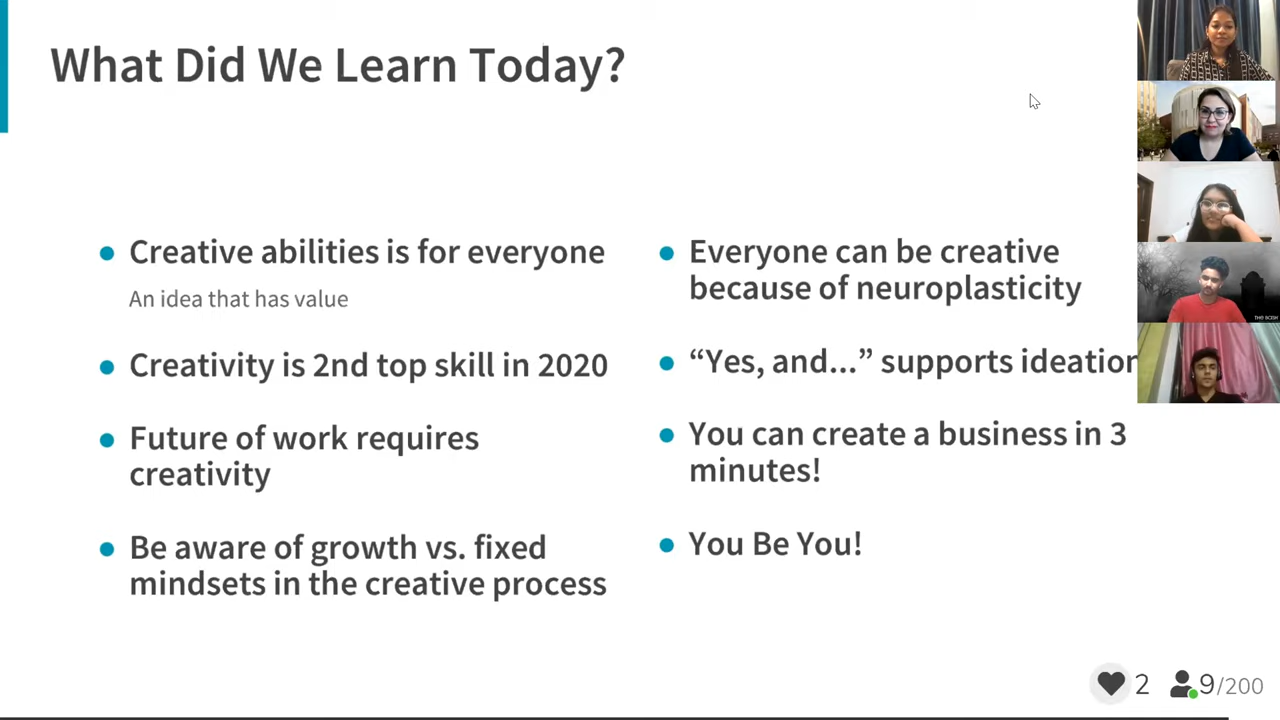 What Did We Learn Today?
● Creative abilities is for everyone
An idea that has value
● Creativity is 2nd top skill in 2020
● Future of work requires
creativity
● Be aware of growth vs. fixed
mindsets in the creative process
● Everyone can be creative
because of neuroplasticity
● “Yes, and...” supports ideation
● You can create a business in 3
minutes!
● You Be You!
2
9/200